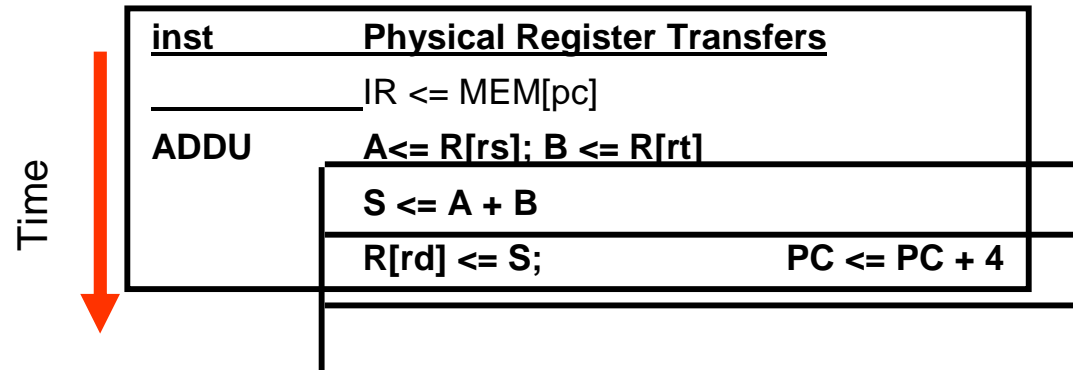 inst Physical Register Transfers
IR <= MEM[pc]
ADDU A<= R[rs]; B <= R[rt]
S <= A + B
R[rd] <= S; PC <= PC + 4
Time